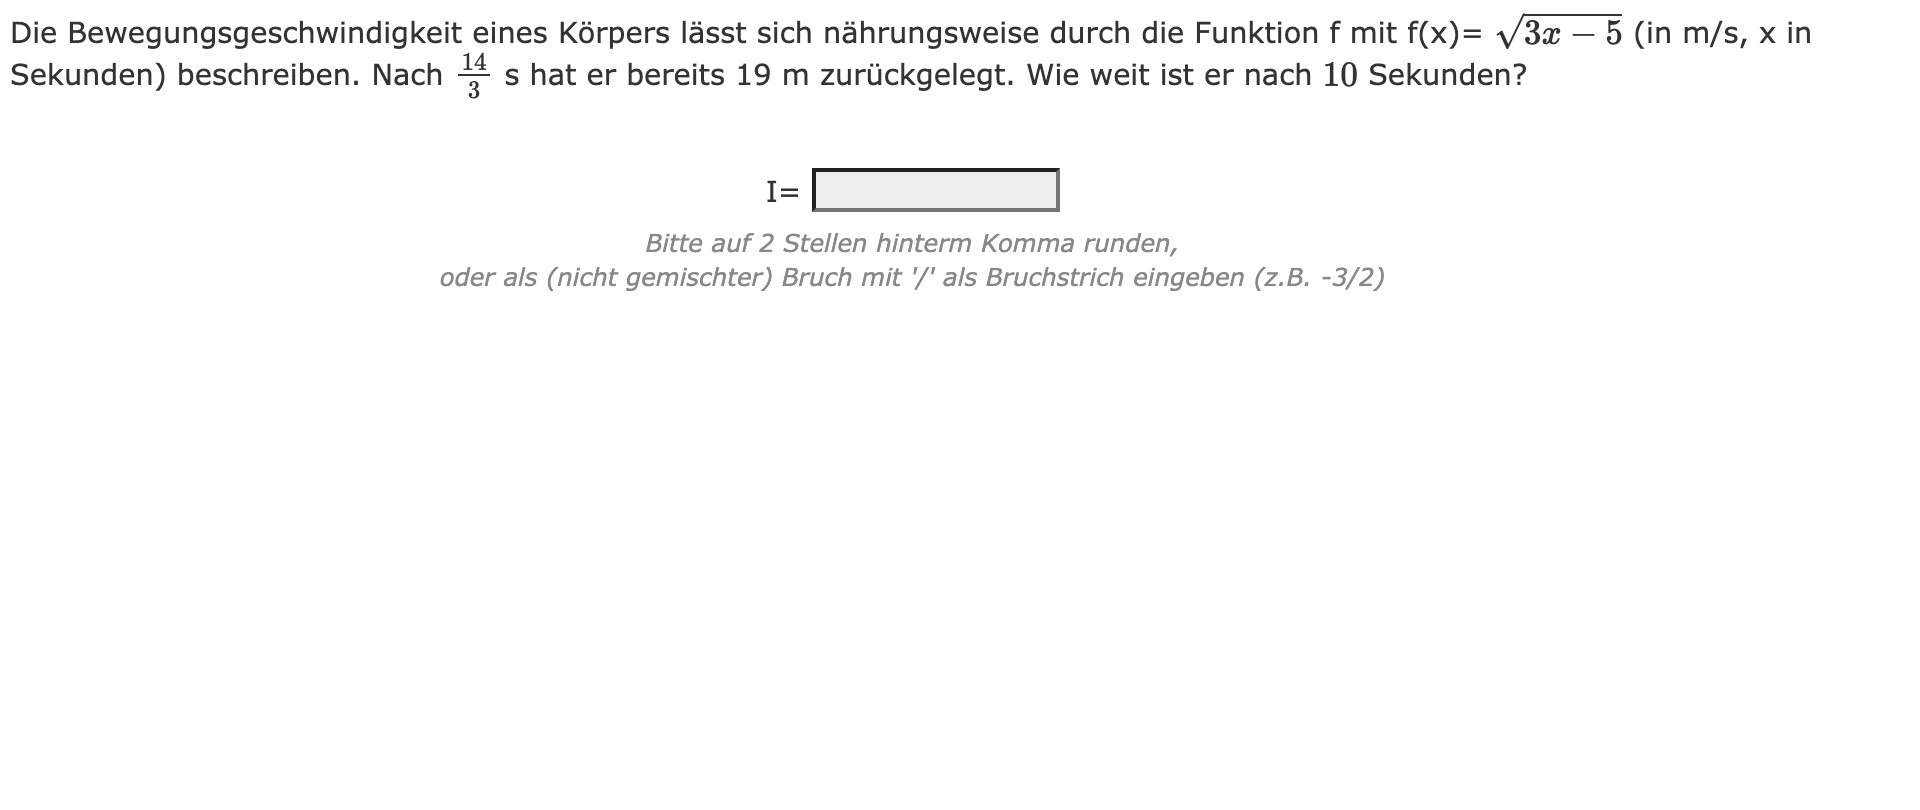 Die Bewegungsgeschwindigkeit eines Körpers lässt sich nährungsweise durch die Funktion f mit f(x)= √(3x − 5) (in m/s, x in
Sekunden) beschreiben. Nach 14/3 s hat er bereits 19 m zurückgelegt. Wie weit ist er nach 10 Sekunden?
I=
Bitte auf 2 Stellen hinterm Komma runden,
oder als (nicht gemischter) Bruch mit '/' als Bruchstrich eingeben (z.B. -3/2)